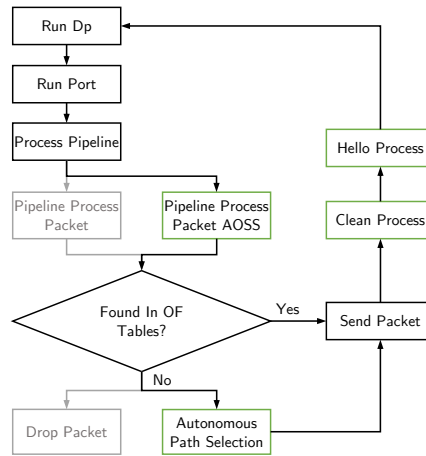 Run Dp
Run Port
Process Pipeline
Hello Process
Pipeline Process
Packet
Pipeline Process
Packet AOSS
Clean Process
Found In OF
Tables?
Yes
Send Packet
No
Drop Packet
Autonomous
Path Selection